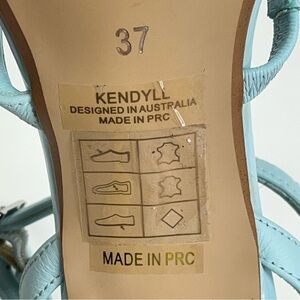 37
KENDYLL
DESIGNED IN AUSTRALIA
MADE IN PRC
MADE IN PRC